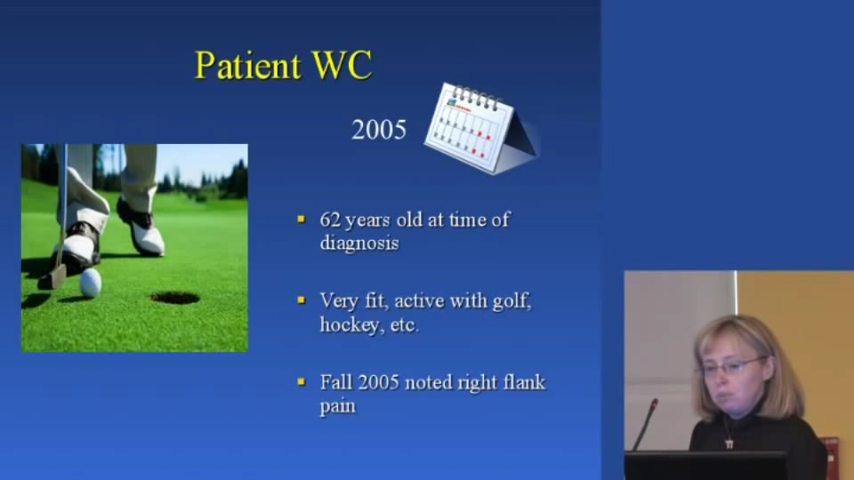 Patient WC
2005
62 years old at time of
diagnosis
Very fit, active with golf,
hockey, etc.
Fall 2005 noted right flank
pain